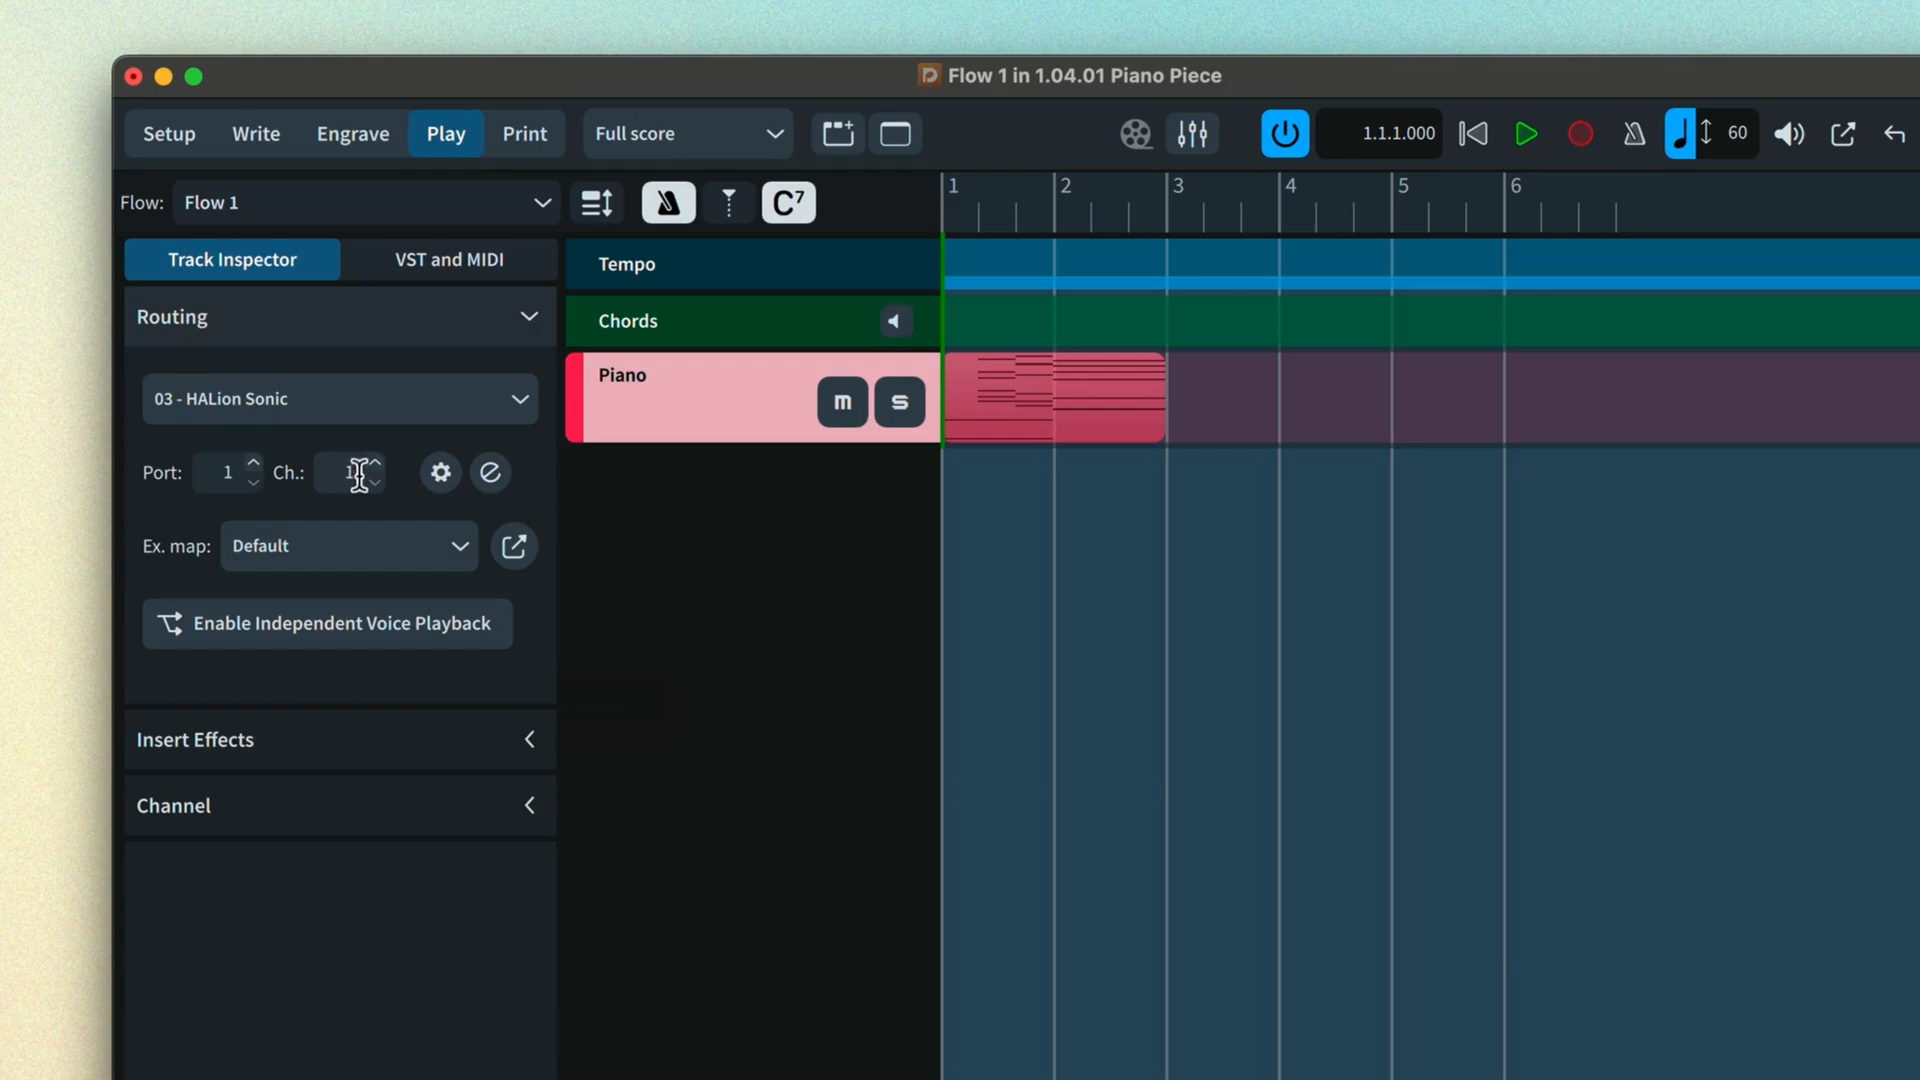 Flow 1 in 1.04.01 Piano Piece
Setup Write Engrave Play Print Full score 1.1.1.000 60
Flow: Flow 1 C7 1 2 3 4 5 6
Track Inspector VST and MIDI Tempo
Routing Chords
Piano
03 - HALion Sonic m s
Port: 1 Ch.: 1
Ex. map: Default
Enable Independent Voice Playback
Insert Effects
Channel